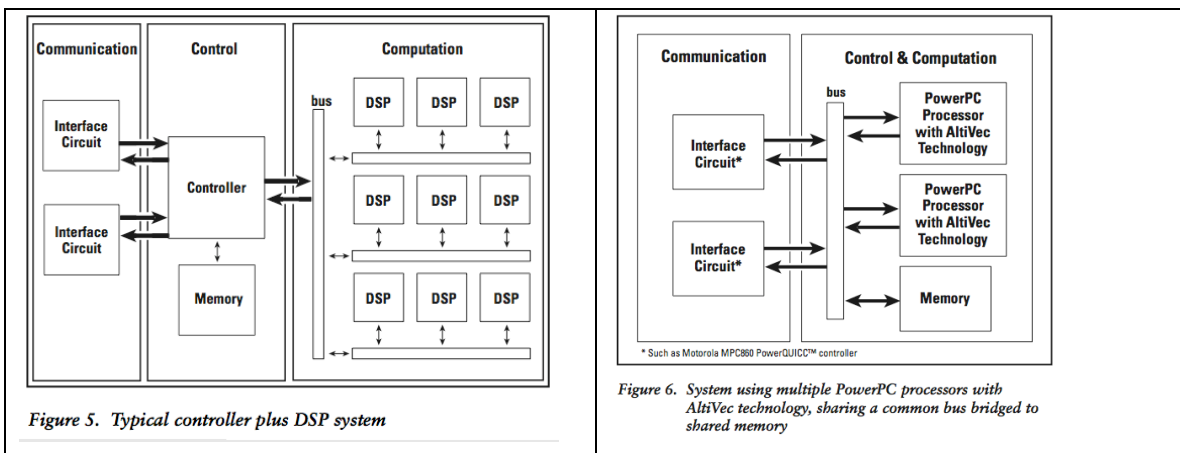 Communication
Control
Computation
bus
DSP
DSP
DSP
Interface
Circuit
Controller
DSP
DSP
DSP
Interface
Circuit
Memory
DSP
DSP
DSP
Figure 5. Typical controller plus DSP system
Communication
Control & Computation
bus
PowerPC
Processor
with AltiVec
Technology
Interface
Circuit*
PowerPC
Processor
with AltiVec
Technology
Interface
Circuit*
Memory
* Such as Motorola MPC860 PowerQUICC™ controller
Figure 6. System using multiple PowerPC processors with
AltiVec technology, sharing a common bus bridged to
shared memory